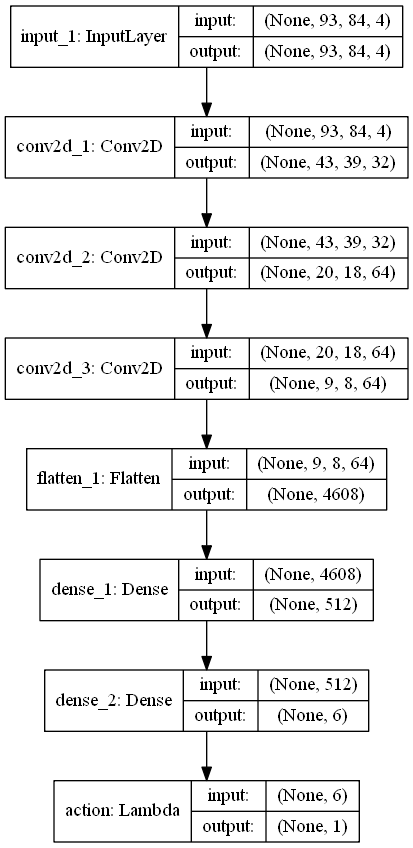 input_1: InputLayer
input: (None, 93, 84, 4)
output: (None, 93, 84, 4)
conv2d_1: Conv2D
input: (None, 93, 84, 4)
output: (None, 43, 39, 32)
conv2d_2: Conv2D
input: (None, 43, 39, 32)
output: (None, 20, 18, 64)
conv2d_3: Conv2D
input: (None, 20, 18, 64)
output: (None, 9, 8, 64)
flatten_1: Flatten
input: (None, 9, 8, 64)
output: (None, 4608)
dense_1: Dense
input: (None, 4608)
output: (None, 512)
dense_2: Dense
input: (None, 512)
output: (None, 6)
action: Lambda
input: (None, 6)
output: (None, 1)